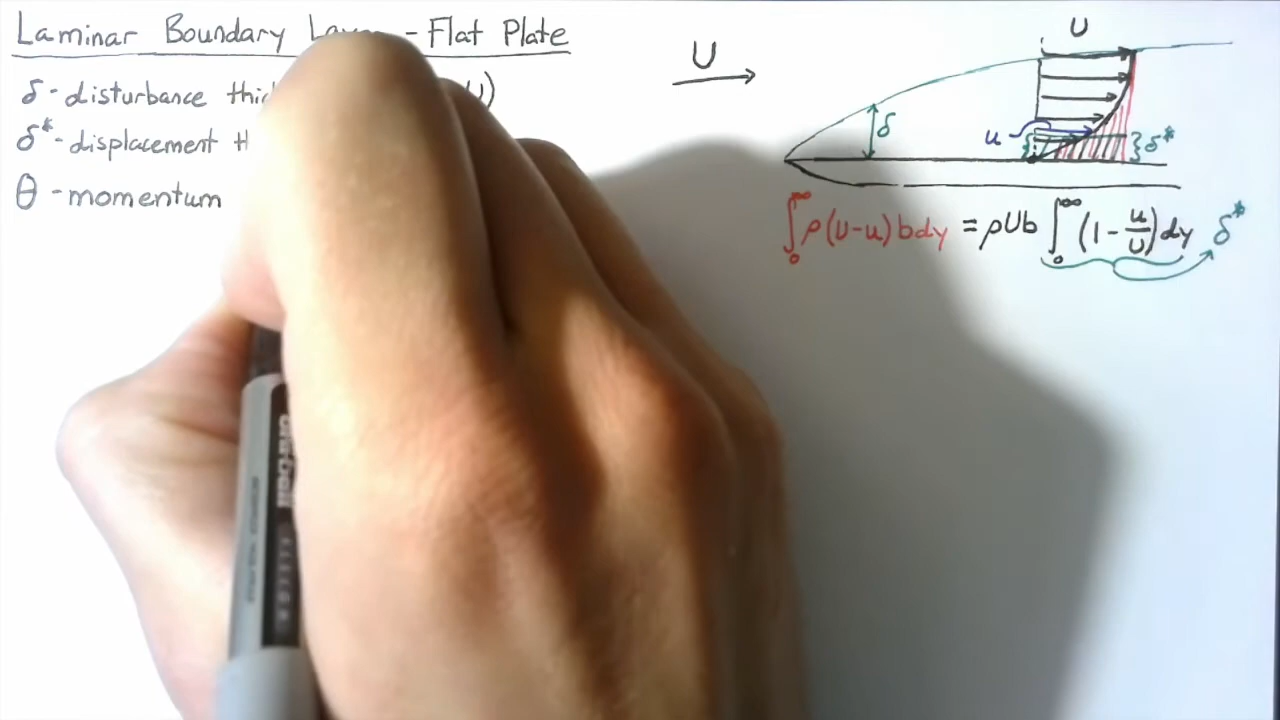 Laminar Boundary - Flat Plate
δ - disturbance U)
δ* - displacement
θ - momentum
U
U
δ
u
δ*
∫₀^∞ ρ(U-u) b dy = ρUb ∫₀^∞ (1 - u/U) dy δ*